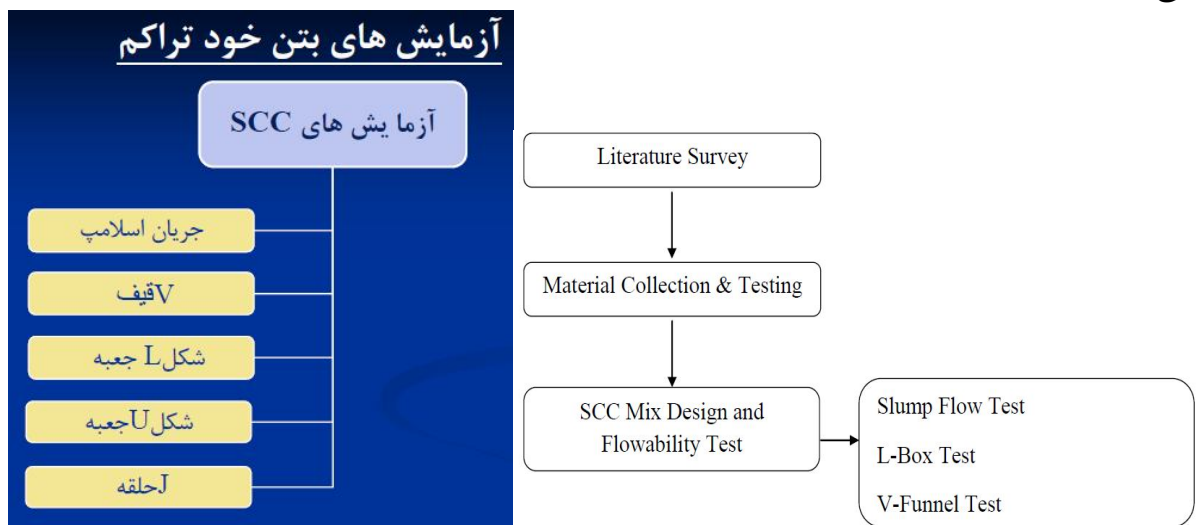 آزمایش های بتن خود تراکم
آزما یش های SCC
جریان اسلامپ
Vقیف
شکلL جعبه
شکلUجعبه
Jحلقه
Literature Survey
Material Collection & Testing
SCC Mix Design and
Flowability Test
Slump Flow Test
L-Box Test
V-Funnel Test